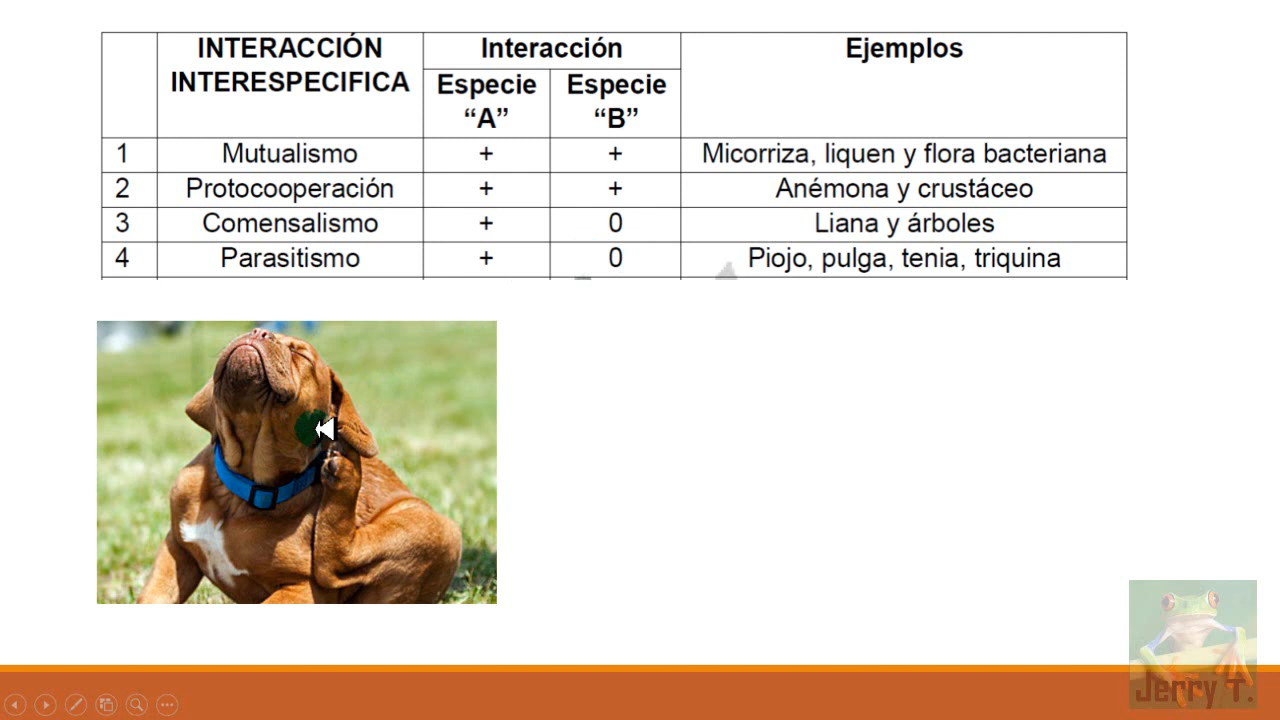 INTERACCIÓN INTERESPECIFICA Interacción Ejemplos
Especie “A” Especie “B”
1 Mutualismo + + Micorriza, liquen y flora bacteriana
2 Protocooperación + + Anémona y crustáceo
3 Comensalismo + 0 Liana y árboles
4 Parasitismo + 0 Piojo, pulga, tenia, triquina
Jerry T.